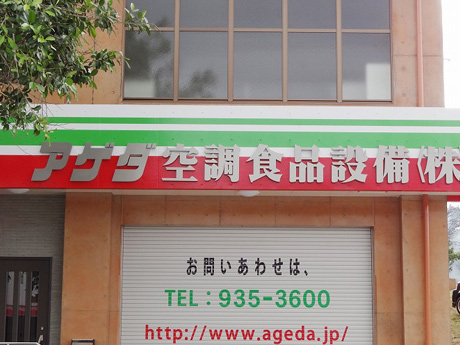 アゲダ空調食品設備(株
お問いあわせは、
TEL：935-3600
http://www.ageda.jp/